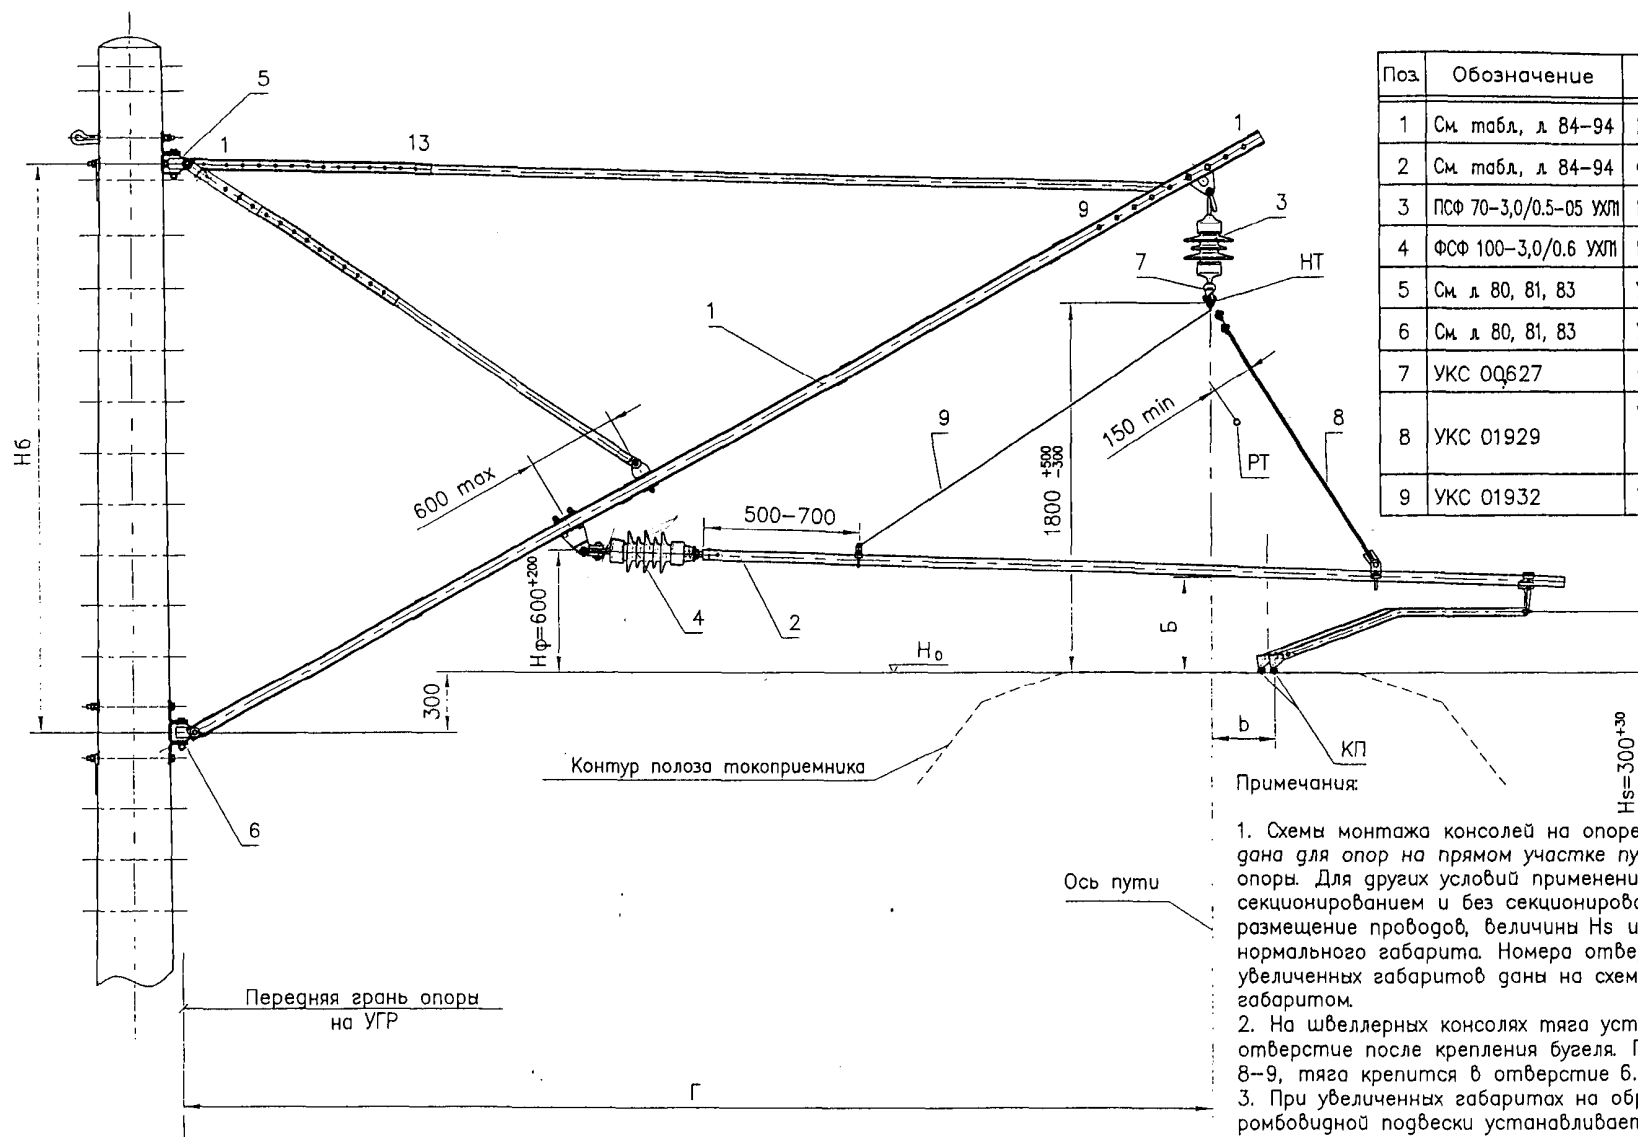 5
1
13
1
9
3
7
НТ
1
150 min
9
8
РТ
600 max
500-700
1800 +500 -300
Нб
Нф=600+200
4
2
Б
Но
300
b
КП
Контур полоза токоприемника
6
Ось пути
Передняя грань опоры
на УГР
Г
Hs=300+30
Поз. Обозначение
1 См. табл., л. 84-94
2 См. табл., л. 84-94
3 ПСФ 70-3,0/0.5-05 УХЛ1
4 ФСФ 100-3,0/0.6 УХЛ1
5 См. л. 80, 81, 83
6 См. л. 80, 81, 83
7 УКС 00627
8 УКС 01929
9 УКС 01932
Примечания:
1. Схемы монтажа консолей на опоре
дана для опор на прямом участке пу
опоры. Для других условий применени
секционированием и без секциониров
размещение проводов, величины Hs и
нормального габарита. Номера отве
увеличенных габаритов даны на схем
габаритом.
2. На швеллерных консолях тяга уст
отверстие после крепления бугеля. П
8-9, тяга крепится в отверстие 6.
3. При увеличенных габаритах на об
ромбовидной подвески устанавливает